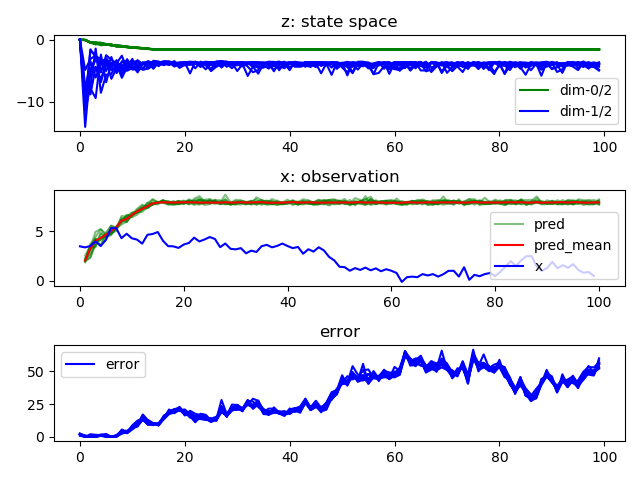 z: state space
0
−10
dim-0/2
dim-1/2
0 20 40 60 80 100
x: observation
5
0
pred
pred_mean
x
0 20 40 60 80 100
error
50
25
0
error
0 20 40 60 80 100